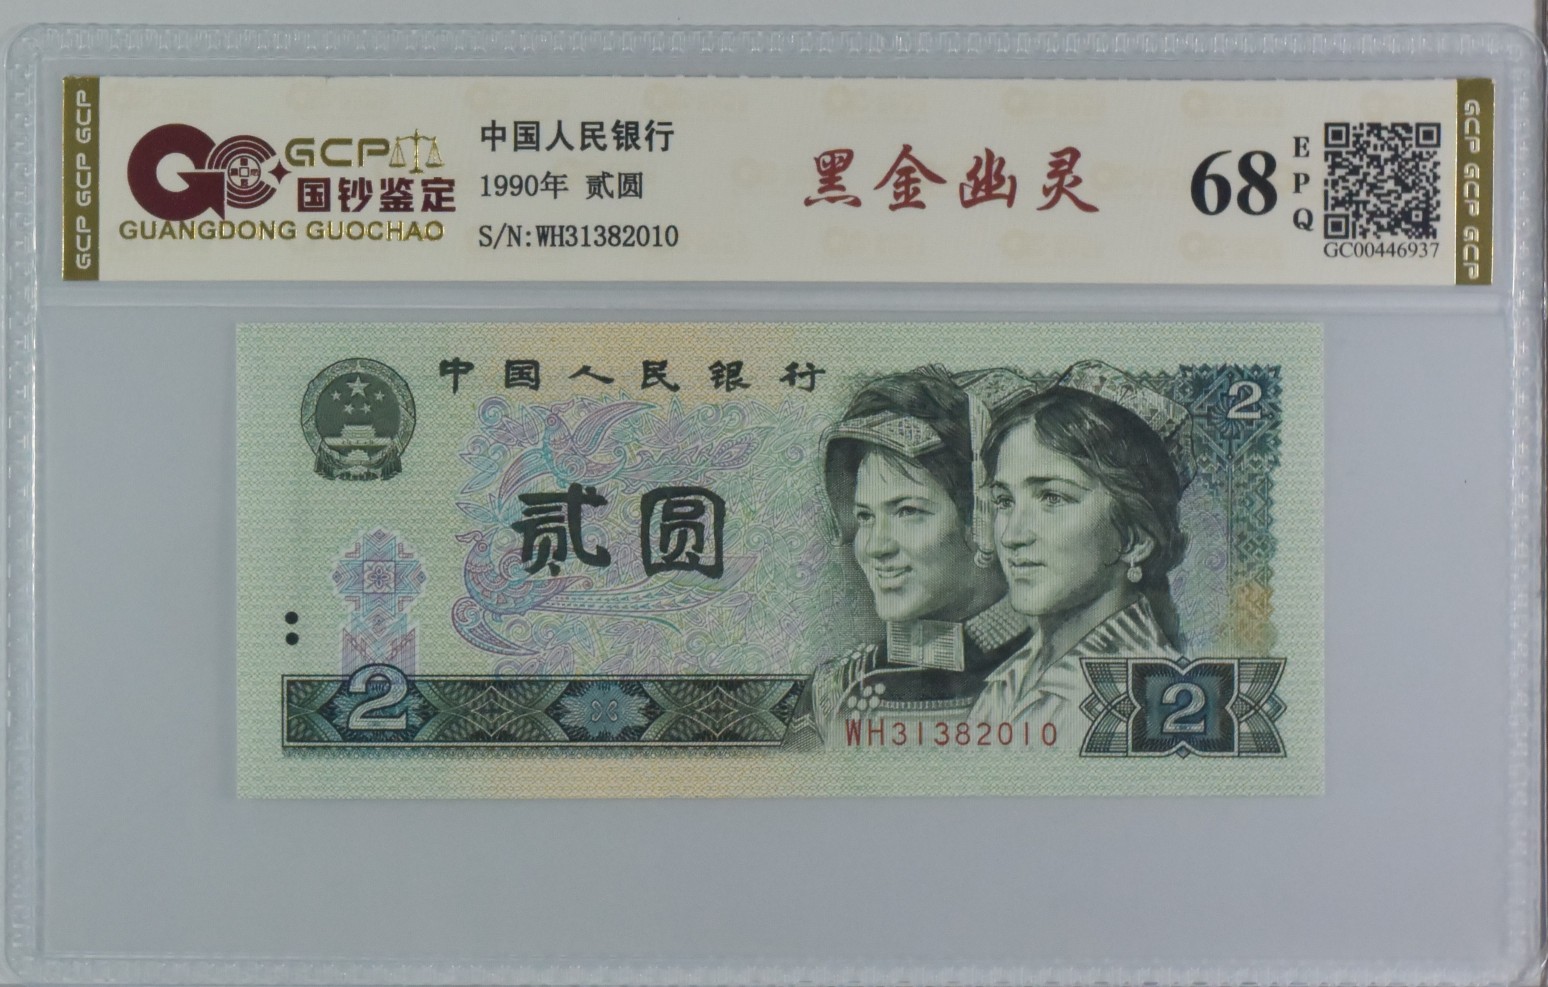 GCP GCP GCP
GCP
国钞鉴定
GUANGDONG GUOCHAO
中国人民银行
1990年 贰圆
S/N:WH31382010
黑金幽灵
68
EPQ
GC00446937
GCP GCP GCP
中国人民银行
2
贰圆
2
WH31382010
2